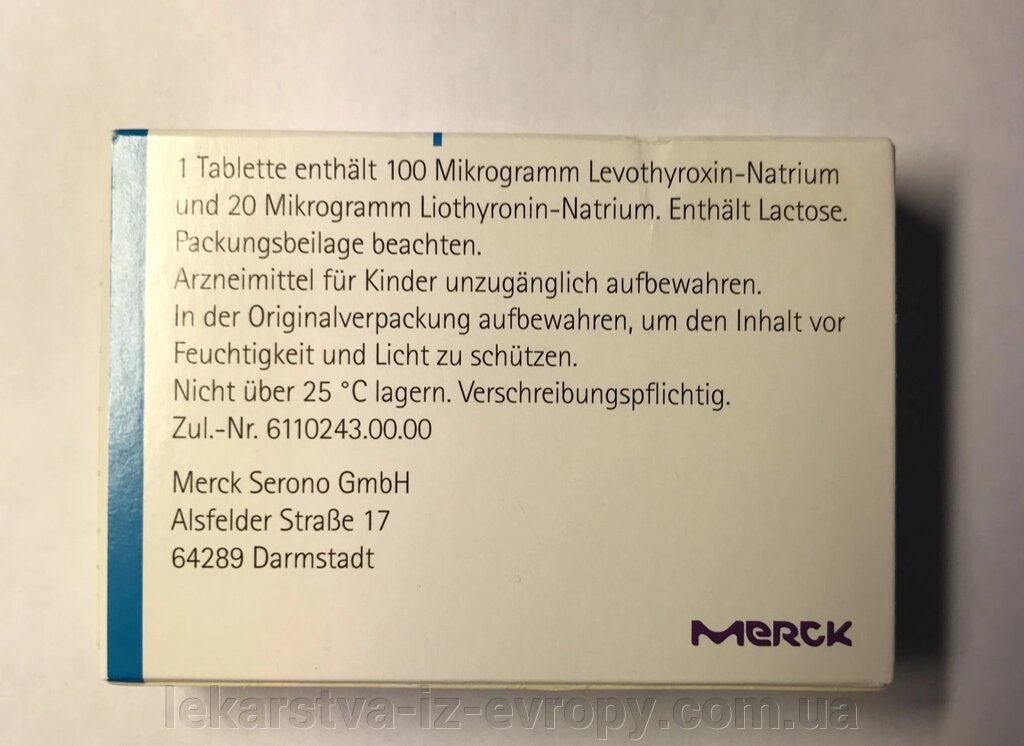 1 Tablette enthält 100 Mikrogramm Levothyroxin-Natrium
und 20 Mikrogramm Liothyronin-Natrium. Enthält Lactose.
Packungsbeilage beachten.
Arzneimittel für Kinder unzugänglich aufbewahren.
In der Originalverpackung aufbewahren, um den Inhalt vor
Feuchtigkeit und Licht zu schützen.
Nicht über 25 °C lagern. Verschreibungspflichtig.
Zul.-Nr. 6110243.00.00
Merck Serono GmbH
Alsfelder Straße 17
64289 Darmstadt
MERCK
lekarstva-iz-evropy.com.ua